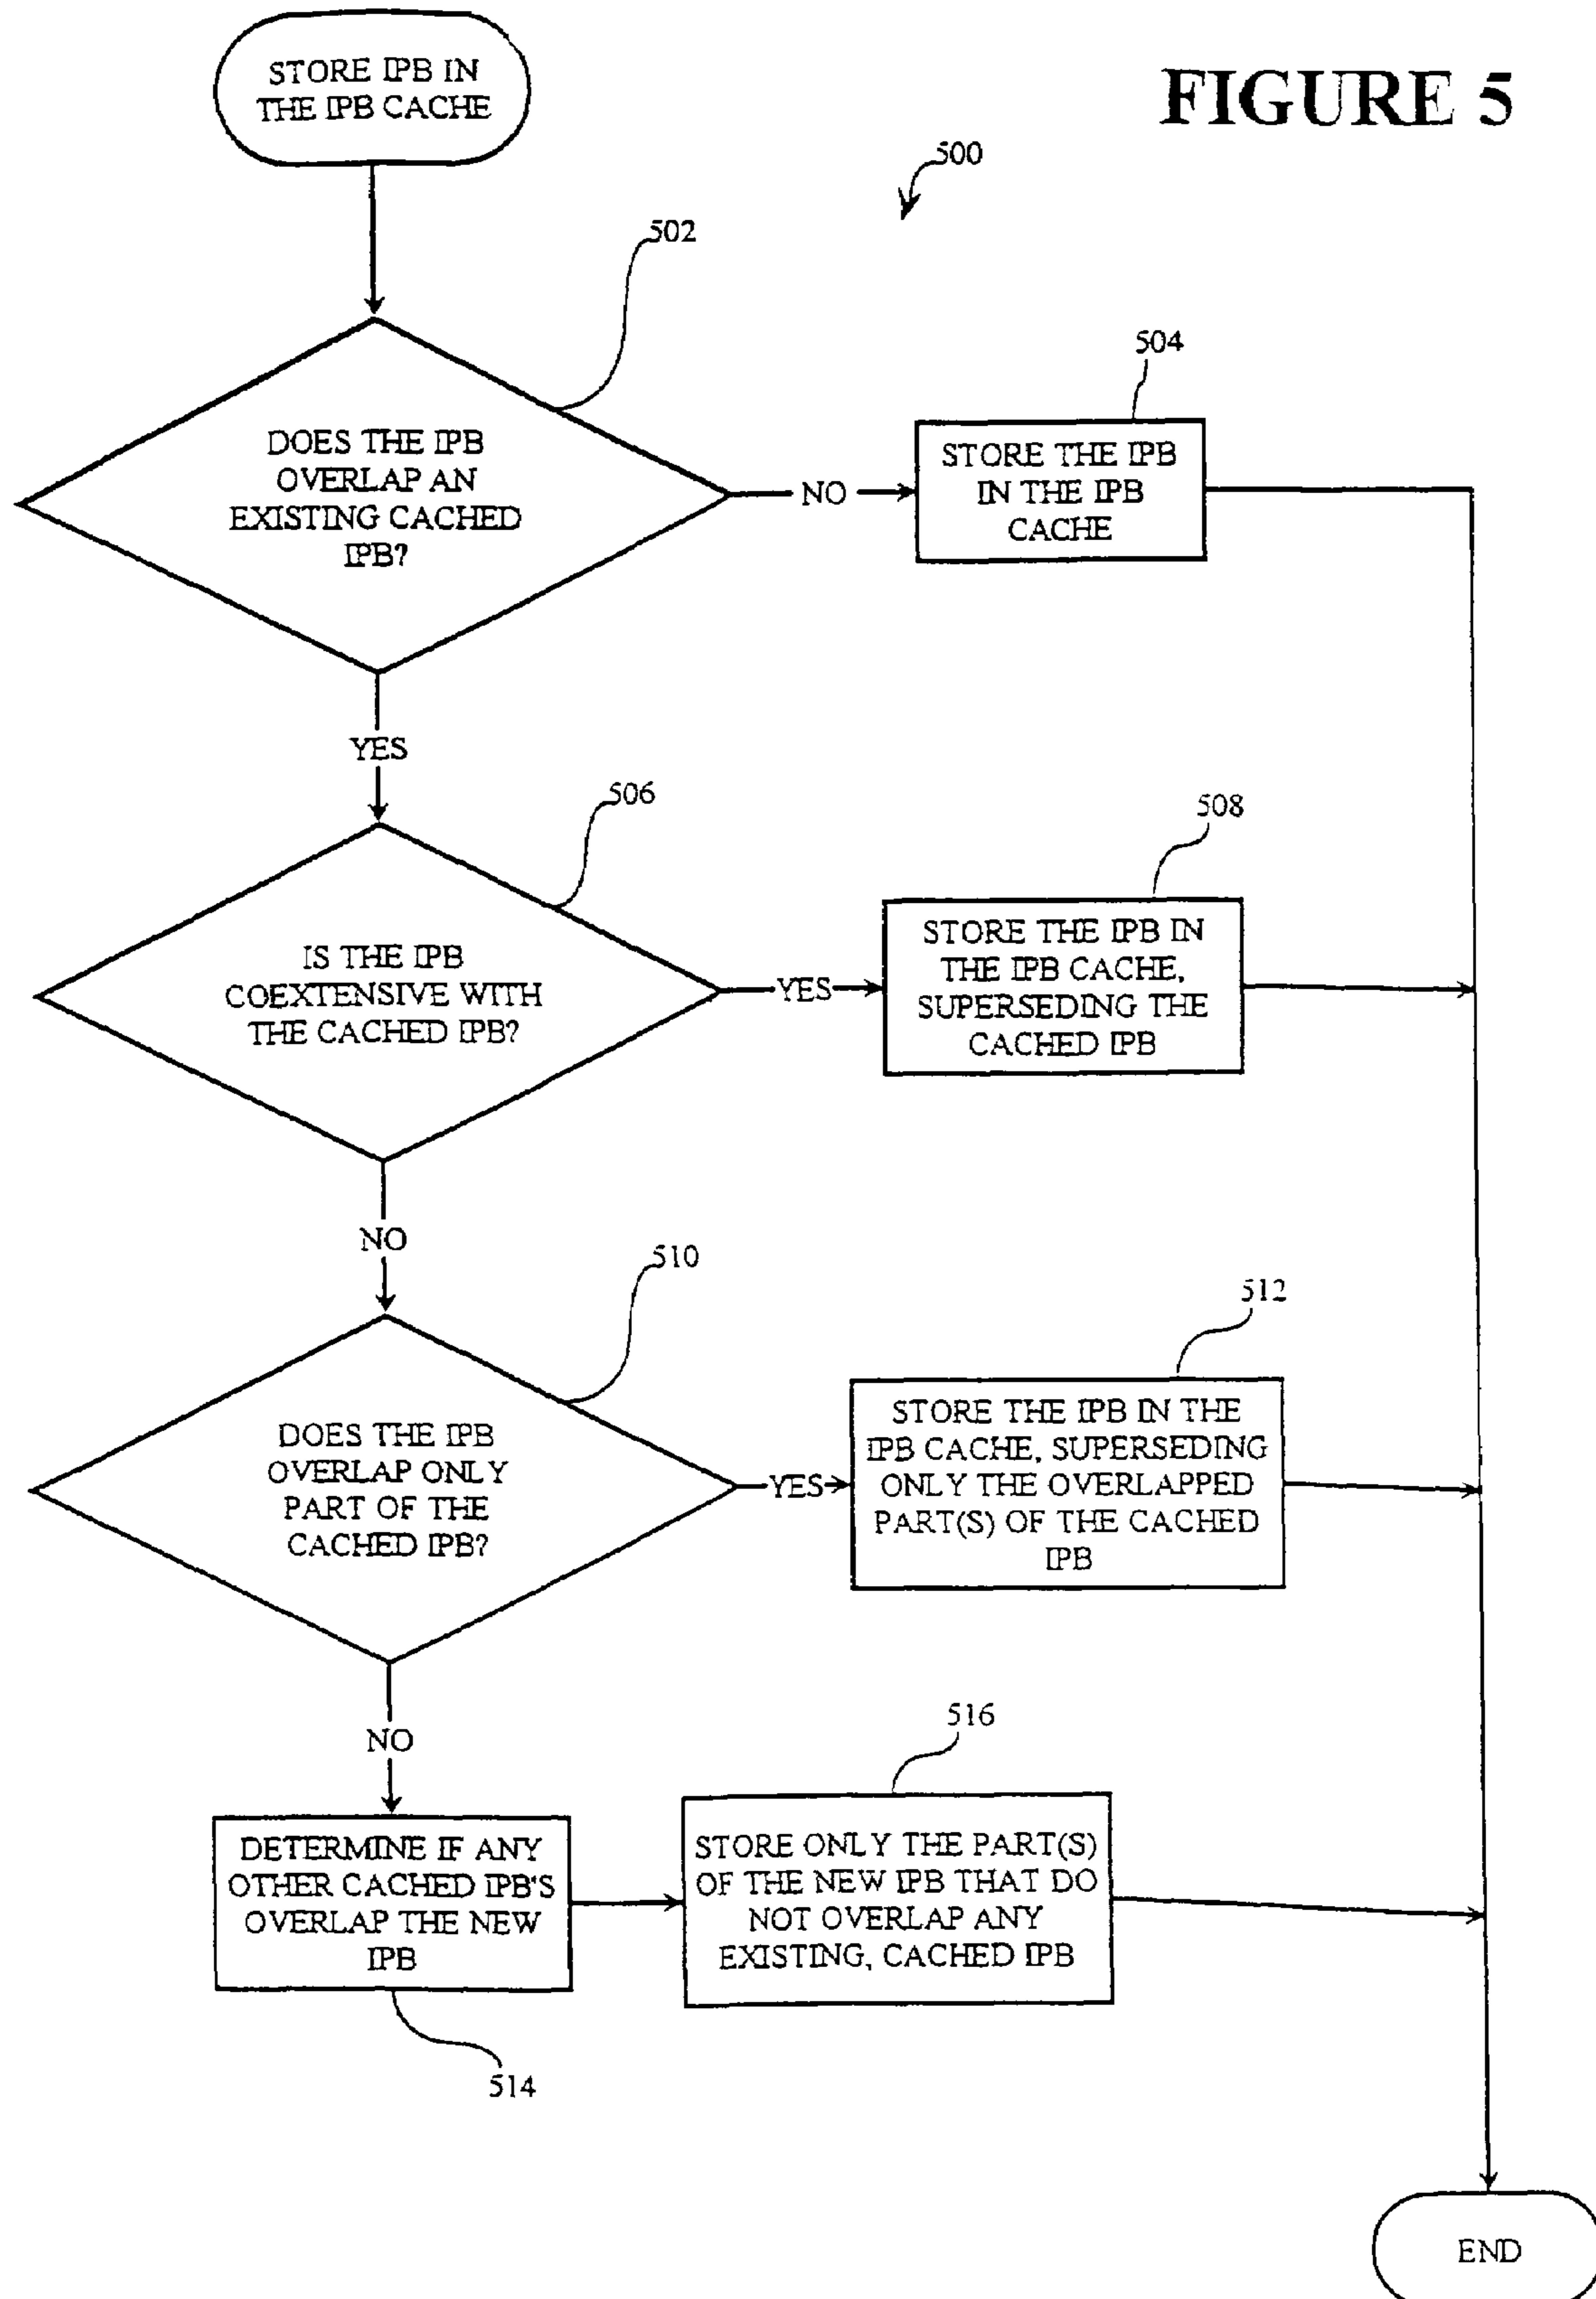 STORE IPB IN
THE IPB CACHE
FIGURE 5
500
502
DOES THE IPB
OVERLAP AN
EXISTING CACHED
IPB?
NO
504
STORE THE IPB
IN THE IPB
CACHE
YES
506
IS THE IPB
COEXTENSIVE WITH
THE CACHED IPB?
YES
508
STORE THE IPB IN
THE IPB CACHE,
SUPERSEDING THE
CACHED IPB
NO
510
DOES THE IPB
OVERLAP ONLY
PART OF THE
CACHED IPB?
YES
512
STORE THE IPB IN THE
IPB CACHE, SUPERSEDING
ONLY THE OVERLAPPED
PART(S) OF THE CACHED
IPB
NO
DETERMINE IF ANY
OTHER CACHED IPB'S
OVERLAP THE NEW
IPB
514
516
STORE ONLY THE PART(S)
OF THE NEW IPB THAT DO
NOT OVERLAP ANY
EXISTING, CACHED IPB
END